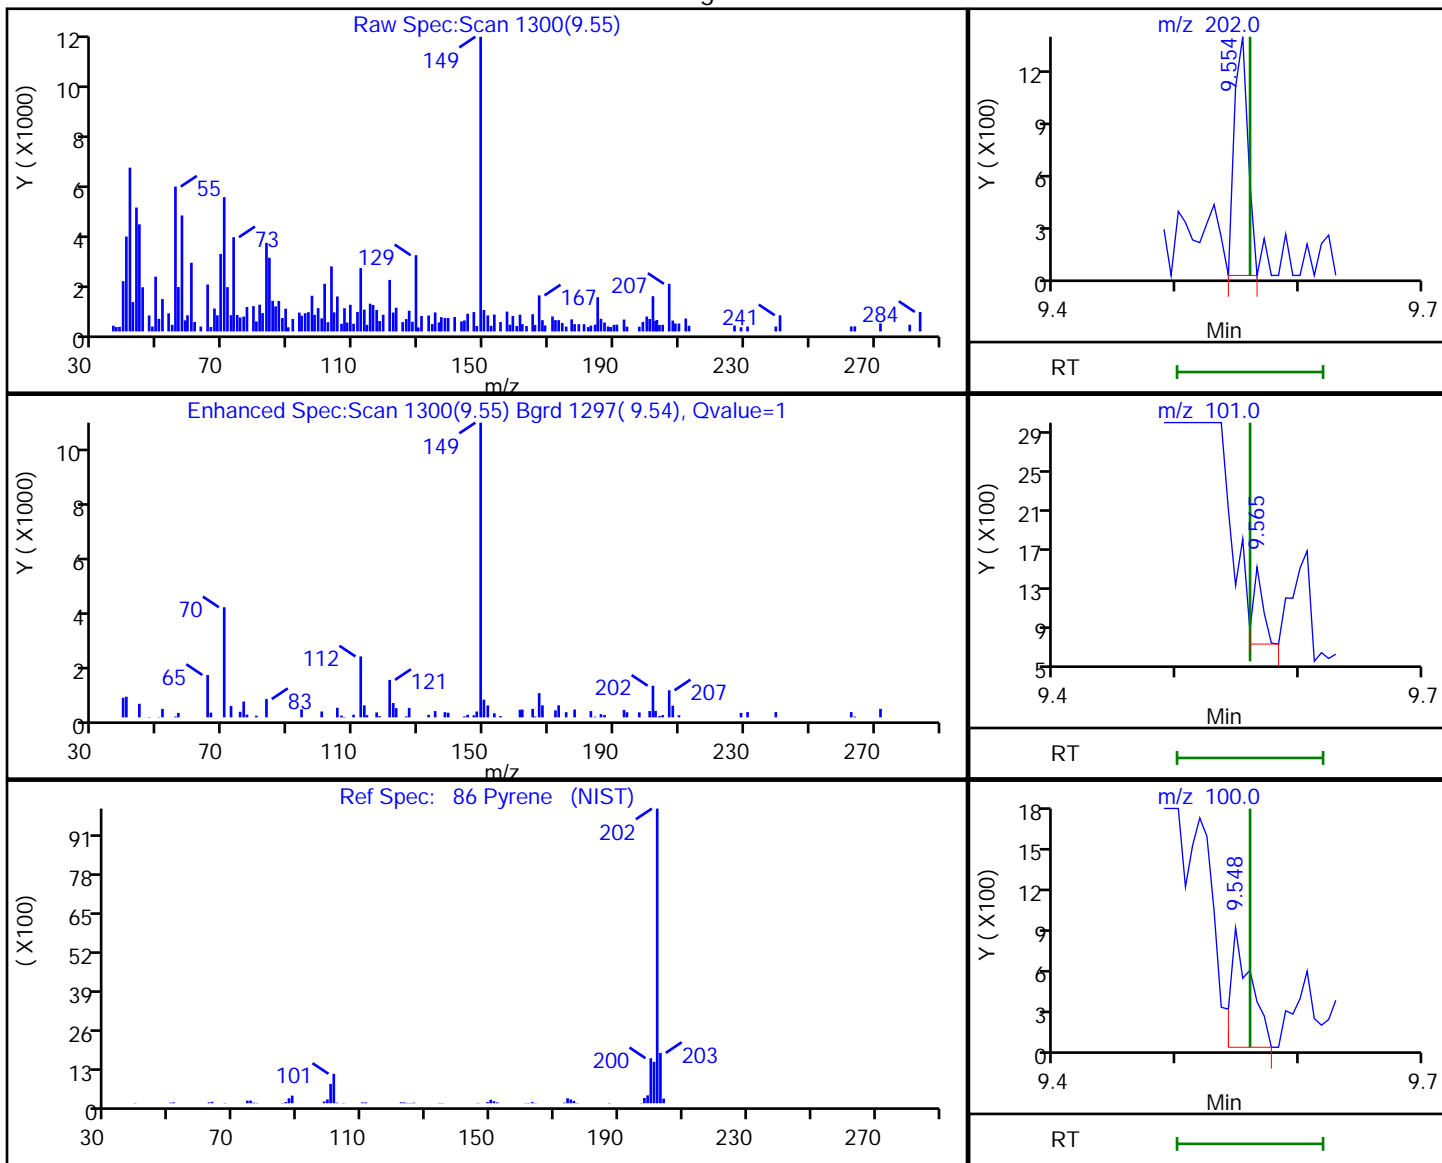 Raw Spec:Scan 1300(9.55)
Y ( X1000)
12
10
8
6
4
2
0
149
55
73
129
167
207
241
284
30 70 110 150 190 230 270
m/z
m/z 202.0
Y ( X100)
12
9
6
3
0
9.554
9.4 9.7
Min
RT
Enhanced Spec:Scan 1300(9.55) Bgrd 1297( 9.54), Qvalue=1
Y ( X1000)
10
8
6
4
2
0
149
70
112
65
121
83
202
207
30 70 110 150 190 230 270
m/z
m/z 101.0
Y ( X100)
29
25
21
17
13
9
5
9.565
9.4 9.7
Min
RT
Ref Spec: 86 Pyrene (NIST)
( X100)
91
78
65
52
39
26
13
0
202
200
203
101
30 70 110 150 190 230 270
m/z 100.0
Y ( X100)
18
15
12
9
6
3
0
9.548
9.4 9.7
Min
RT